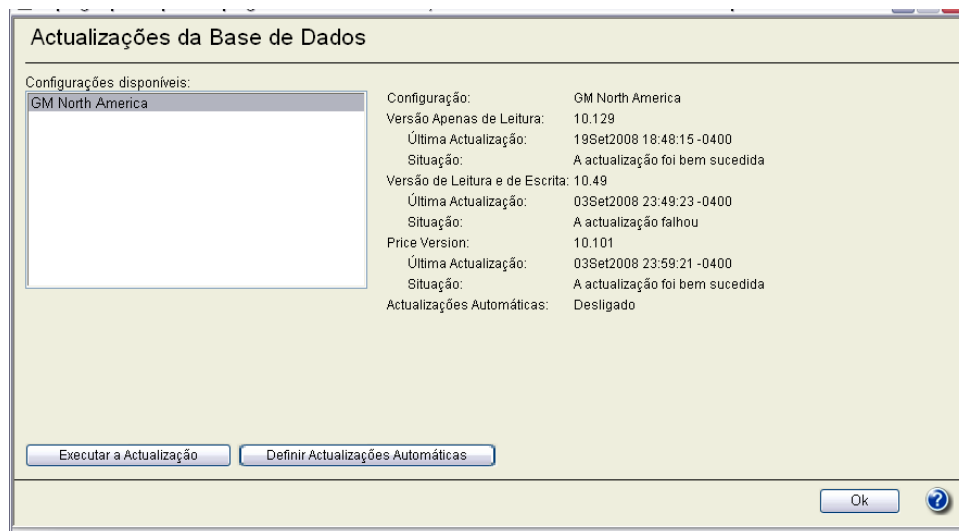 Actualizações da Base de Dados
Configurações disponíveis:
GM North America
Configuração: GM North America
Versão Apenas de Leitura: 10.129
Última Actualização: 19Set2008 18:48:15 -0400
Situação: A actualização foi bem sucedida
Versão de Leitura e de Escrita: 10.49
Última Actualização: 03Set2008 23:49:23 -0400
Situação: A actualização falhou
Price Version: 10.101
Última Actualização: 03Set2008 23:59:21 -0400
Situação: A actualização foi bem sucedida
Actualizações Automáticas: Desligado
Executar a Actualização
Definir Actualizações Automáticas
Ok
?